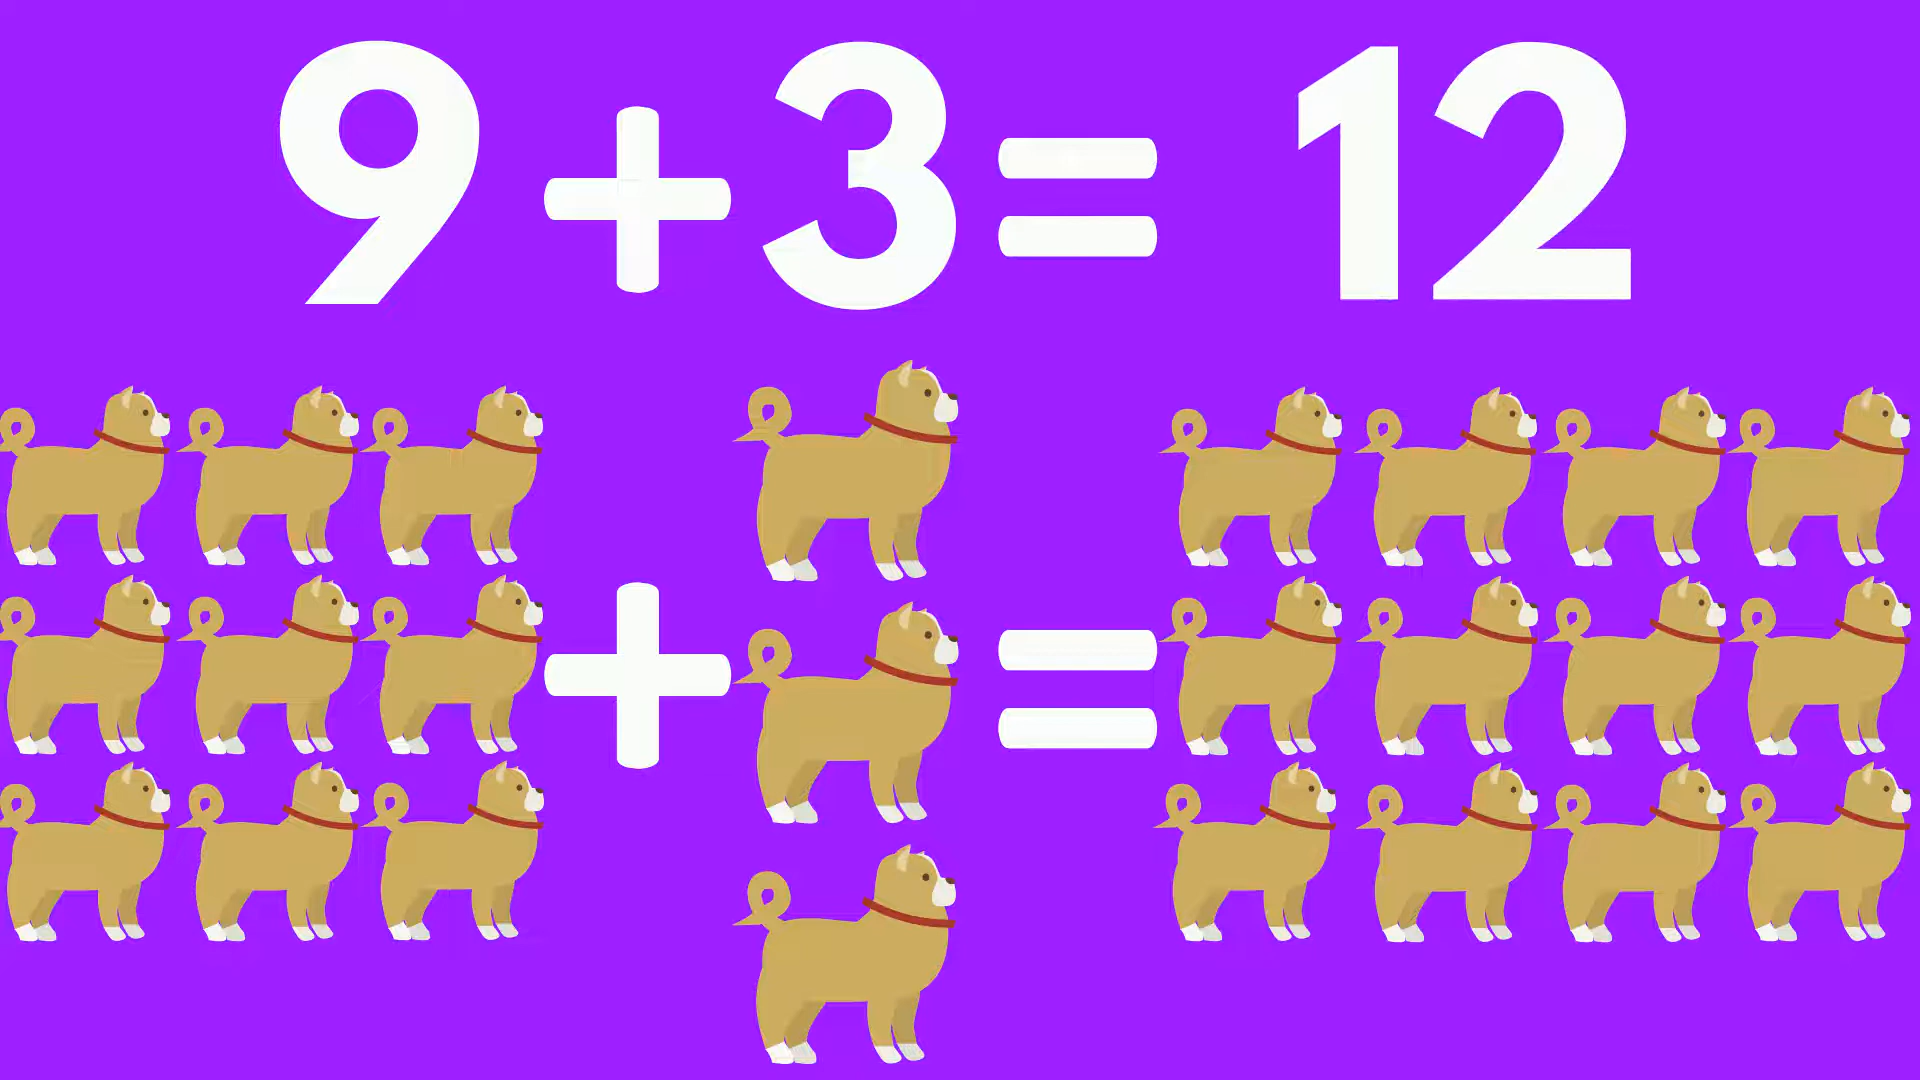 9+3= 12
+ =